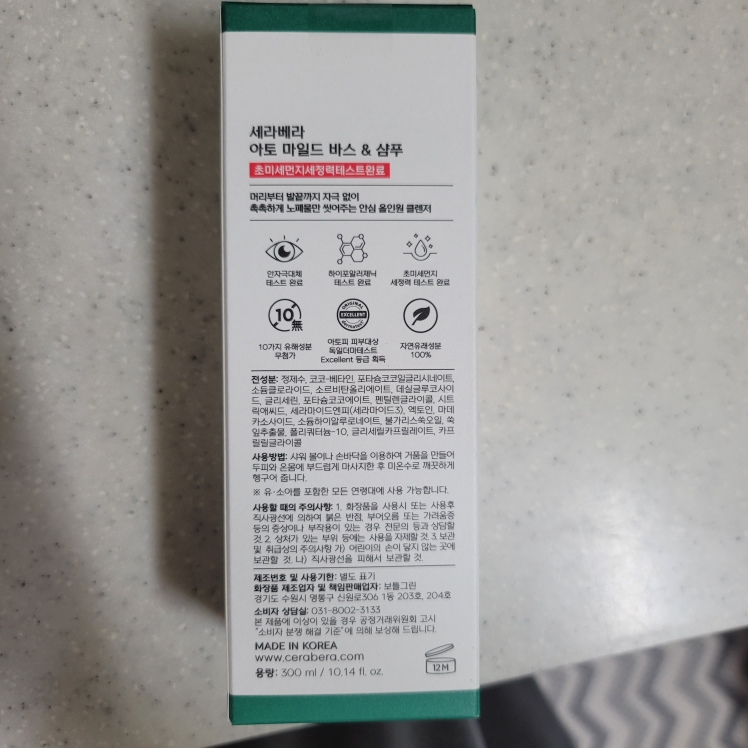 세라베라
아토 마일드 바스 & 샴푸
초미세먼지세정력테스트완료
머리부터 발끝까지 자극 없이
촉촉하게 노폐물만 씻어주는 안심 올인원 클렌저
안자극대체
테스트 완료
하이포알러제닉
테스트 완료
초미세먼지
세정력 테스트 완료
10無
ORIGINAL
EXCELLENT
dermatest
10가지 유해성분
무첨가
아토피 피부대상
독일더마테스트
Excellent 등급 획득
자연유래성분
100%
전성분: 정제수, 코코-베타인, 포타슘코코일글리시네이트,
소듐클로라이드, 소르비탄올리에이트, 데실글루코사이
드, 글리세린, 포타슘코코에이트, 펜틸렌글라이콜, 시트
릭애씨드, 세라마이드엔피(세라마이드3), 엑토인, 마데
카소사이드, 소듐하이알루로네이트, 불가리스쑥오일, 쑥
잎추출물, 폴리쿼터늄-10, 글리세릴카프릴레이트, 카프
릴릴글라이콜
사용방법: 샤워 볼이나 손바닥을 이용하여 거품을 만들어
두피와 온몸에 부드럽게 마사지한 후 미온수로 깨끗하게
헹구어 줍니다.
※ 유·소아를 포함한 모든 연령대에 사용 가능합니다.
사용할 때의 주의사항: 1. 화장품을 사용시 또는 사용후
직사광선에 의하여 붉은 반점, 부어오름 또는 가려움증
등의 증상이나 부작용이 있는 경우 전문의 등과 상담할
것 2. 상처가 있는 부위 등에는 사용을 자제할 것. 3. 보관
및 취급상의 주의사항 가) 어린이의 손이 닿지 않는 곳에
보관할 것. 나) 직사광선을 피해서 보관할 것.
제조번호 및 사용기한: 별도 표기
화장품 제조업자 및 책임판매업자: 보틀그린
경기도 수원시 영통구 신원로306 1동 203호, 204호
소비자 상담실: 031-8002-3133
본 제품에 이상이 있을 경우 공정거래위원회 고시
"소비자 분쟁 해결 기준"에 의해 보상해 드립니다.
MADE IN KOREA
www.cerabera.com
용량: 300 ml / 10.14 fl. oz.
12M